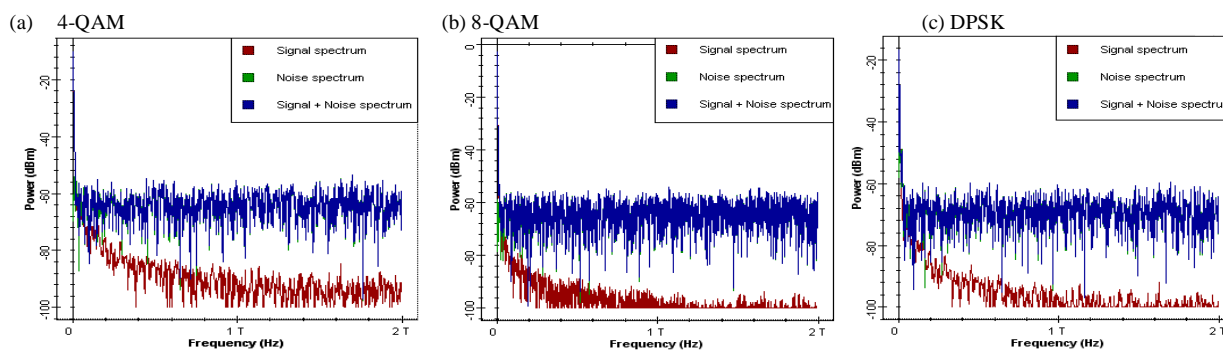 (a) 4-QAM
Signal spectrum
Noise spectrum
Signal + Noise spectrum
Power (dBm)
-20
-40
-60
-80
-100
0
1 T
2 T
Frequency (Hz)
(b) 8-QAM
Signal spectrum
Noise spectrum
Signal + Noise spectrum
Power (dBm)
0
-20
-40
-60
-80
-100
0
1 T
2 T
Frequency (Hz)
(c) DPSK
Signal spectrum
Noise spectrum
Signal + Noise spectrum
Power (dBm)
-20
-40
-60
-80
-100
0
1 T
2 T
Frequency (Hz)